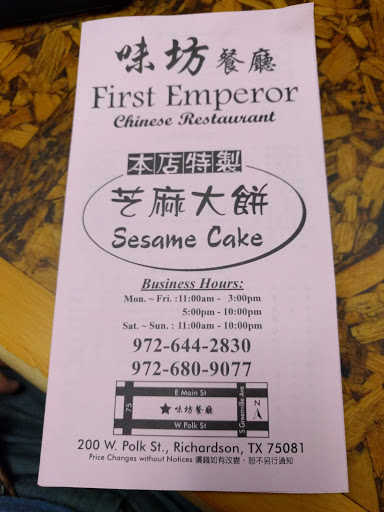 味坊餐廳
First Emperor
Chinese Restaurant
本店特製
芝麻大餅
Sesame Cake
Business Hours:
Mon. ~ Fri. :11:00am - 3:00pm
5:00pm - 10:00pm
Sat. ~ Sun. : 11:00am - 10:00pm
972-644-2830
972-680-9077
E Main St
75
★味坊餐廳
S Greenville Ave
N
W Polk St
200 W. Polk St., Richardson, TX 75081
Price Changes without Notices 價錢如有改變，恕不另行通知